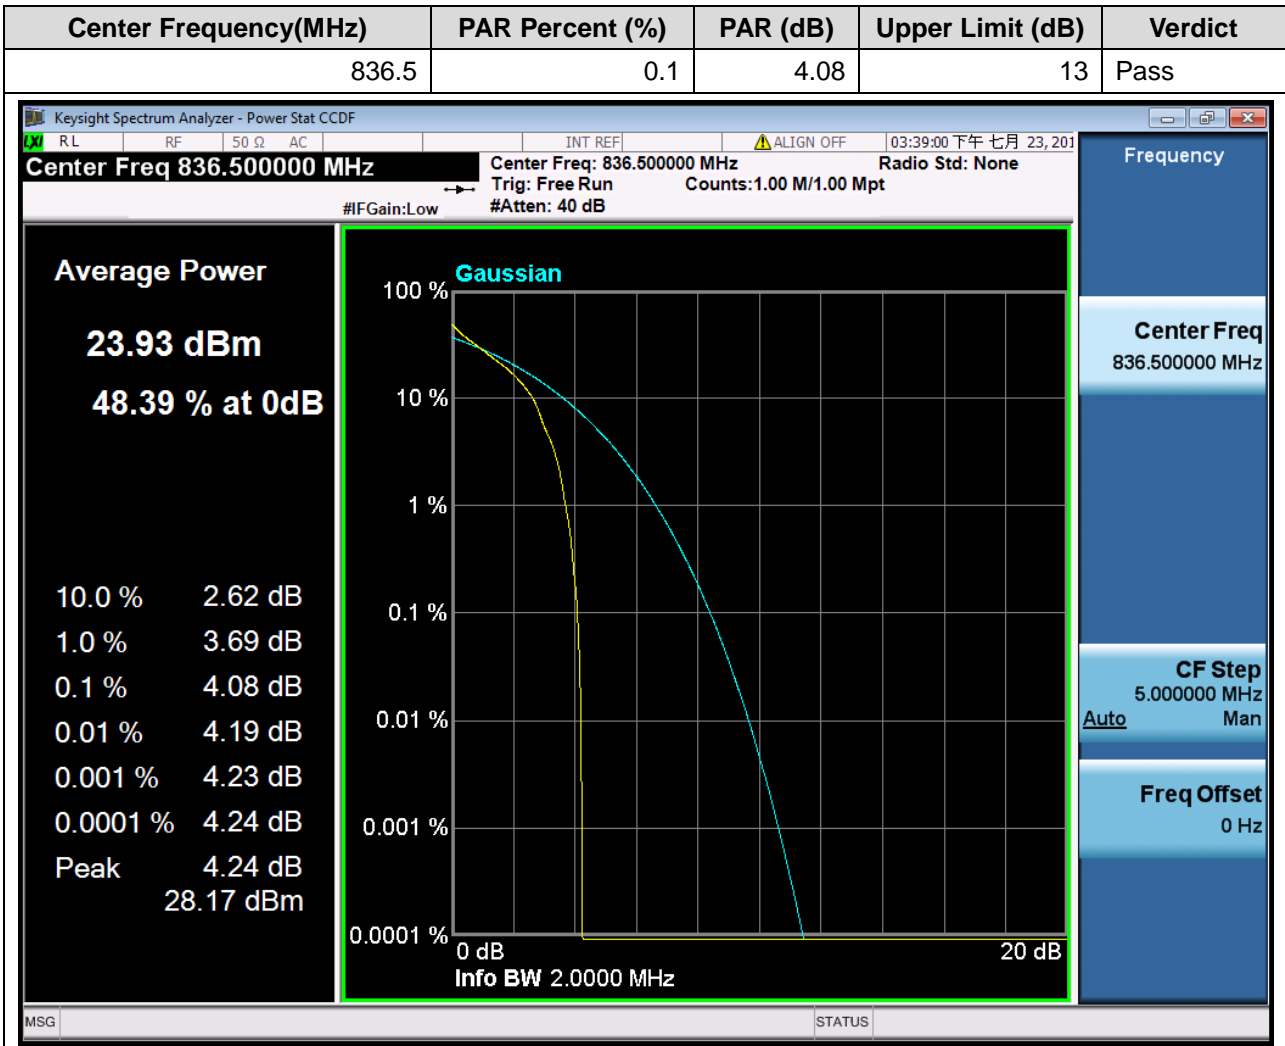 Center Frequency(MHz) PAR Percent (%) PAR (dB) Upper Limit (dB) Verdict
836.5 0.1 4.08 13 Pass
Keysight Spectrum Analyzer - Power Stat CCDF
LXI RL RF 50 Ω AC INT REF ALIGN OFF 03:39:00 下午 七月 23, 201
Center Freq 836.500000 MHz
Center Freq: 836.500000 MHz Radio Std: None
Trig: Free Run Counts:1.00 M/1.00 Mpt
#IFGain:Low #Atten: 40 dB
Frequency
Average Power
23.93 dBm
48.39 % at 0dB
10.0 % 2.62 dB
1.0 % 3.69 dB
0.1 % 4.08 dB
0.01 % 4.19 dB
0.001 % 4.23 dB
0.0001 % 4.24 dB
Peak 4.24 dB
28.17 dBm
Gaussian
100 %
10 %
1 %
0.1 %
0.01 %
0.001 %
0.0001 %
0 dB 20 dB
Info BW 2.0000 MHz
Center Freq
836.500000 MHz
CF Step
5.000000 MHz
Auto Man
Freq Offset
0 Hz
MSG STATUS